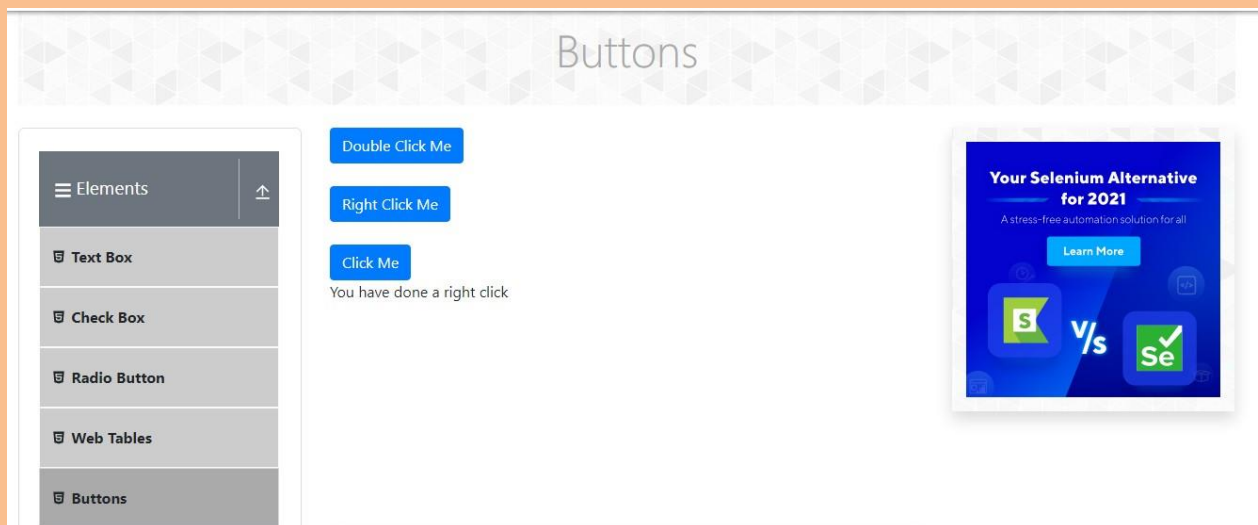 Buttons
Elements
Text Box
Check Box
Radio Button
Web Tables
Buttons
Double Click Me
Right Click Me
Click Me
You have done a right click
Your Selenium Alternative
for 2021
A stress-free automation solution for all
Learn More
S
V/s
Se